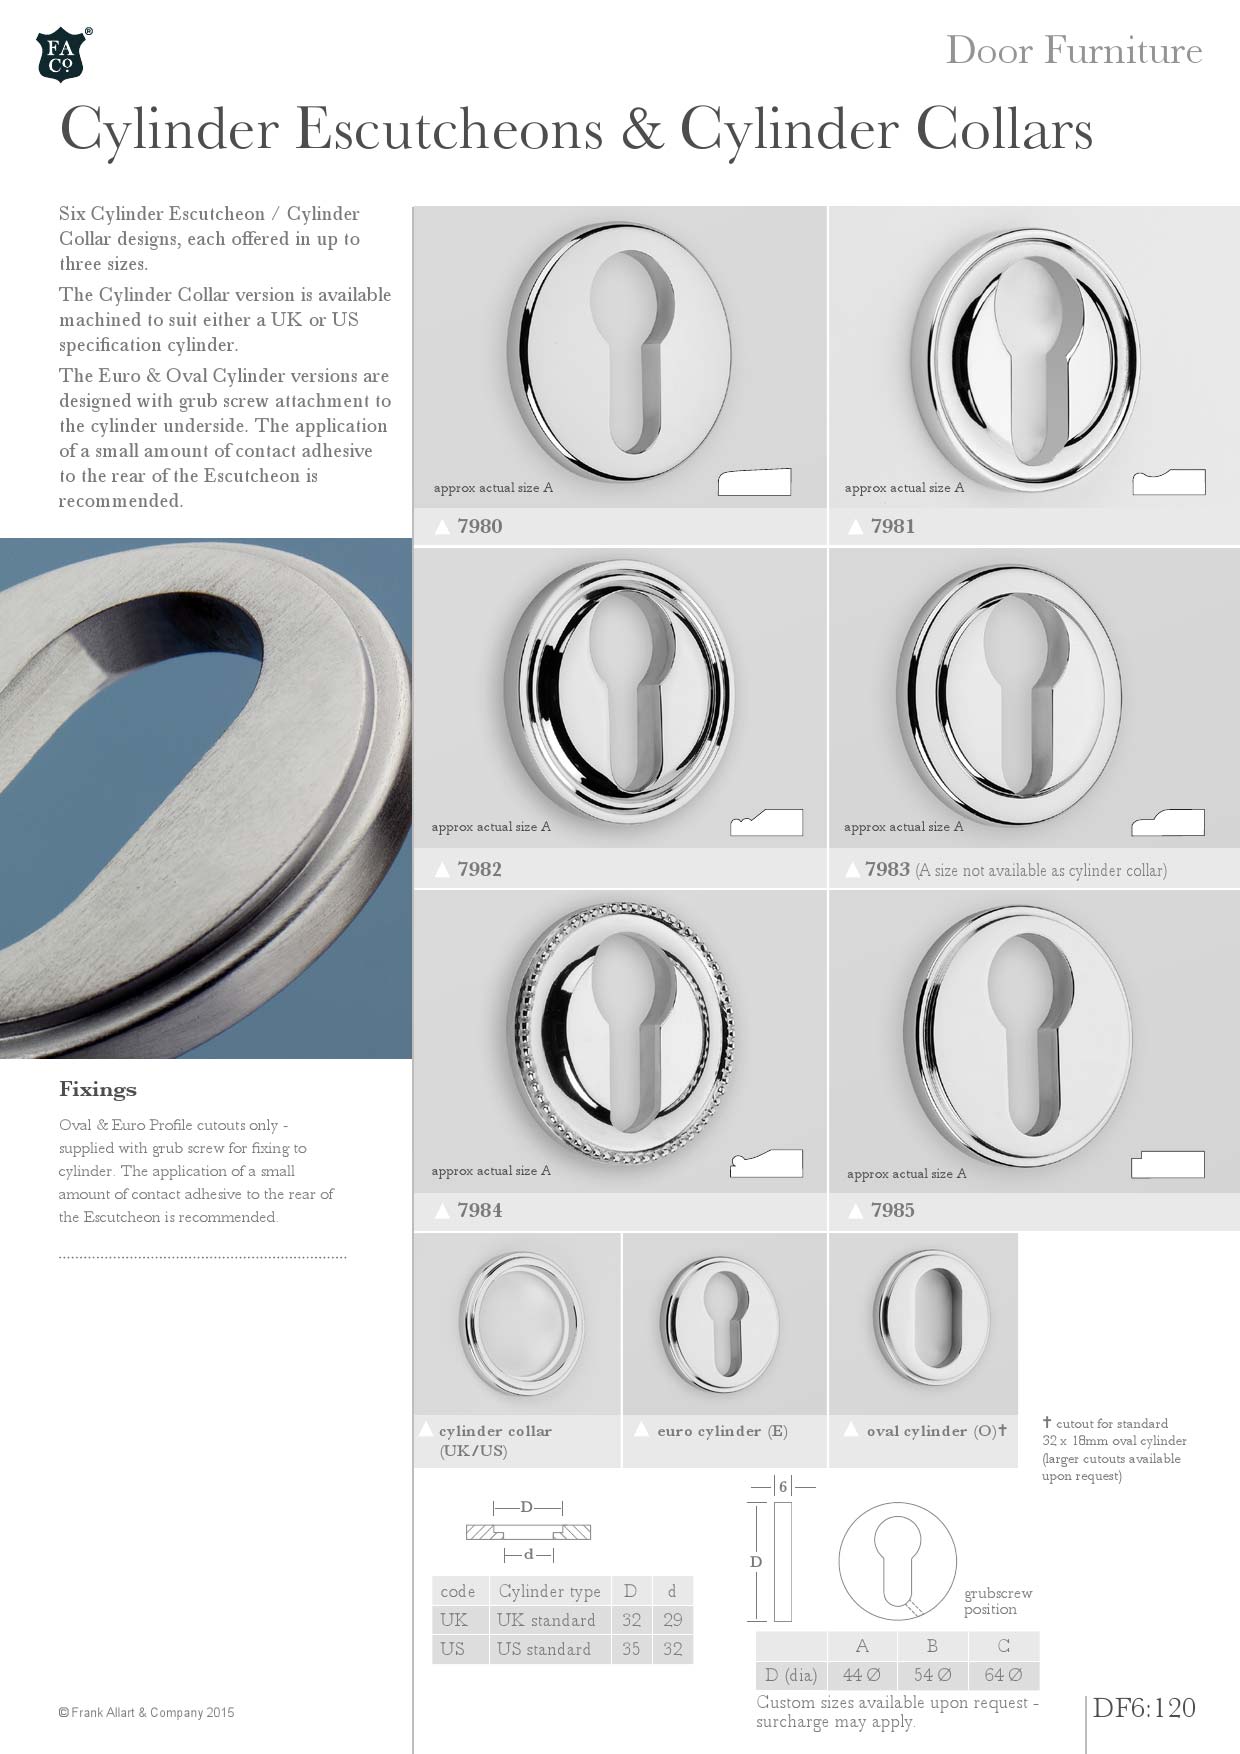 FA
Co.
®
Door Furniture
Cylinder Escutcheons & Cylinder Collars
Six Cylinder Escutcheon / Cylinder
Collar designs, each offered in up to
three sizes.
The Cylinder Collar version is available
machined to suit either a UK or US
specification cylinder.
The Euro & Oval Cylinder versions are
designed with grub screw attachment to
the cylinder underside. The application
of a small amount of contact adhesive
to the rear of the Escutcheon is
recommended.
approx actual size A
7980
approx actual size A
7981
approx actual size A
7982
approx actual size A
7983 (A size not available as cylinder collar)
approx actual size A
7984
approx actual size A
7985
Fixings
Oval & Euro Profile cutouts only -
supplied with grub screw for fixing to
cylinder. The application of a small
amount of contact adhesive to the rear of
the Escutcheon is recommended.
cylinder collar
(UK/US)
euro cylinder (E)
oval cylinder (O)✝
✝ cutout for standard
32 x 18mm oval cylinder
(larger cutouts available
upon request)
D
d
code Cylinder type D d
UK UK standard 32 29
US US standard 35 32
6
D
grubscrew
position
A B C
D (dia) 44 Ø 54 Ø 64 Ø
Custom sizes available upon request -
surcharge may apply.
© Frank Allart & Company 2015
DF6:120